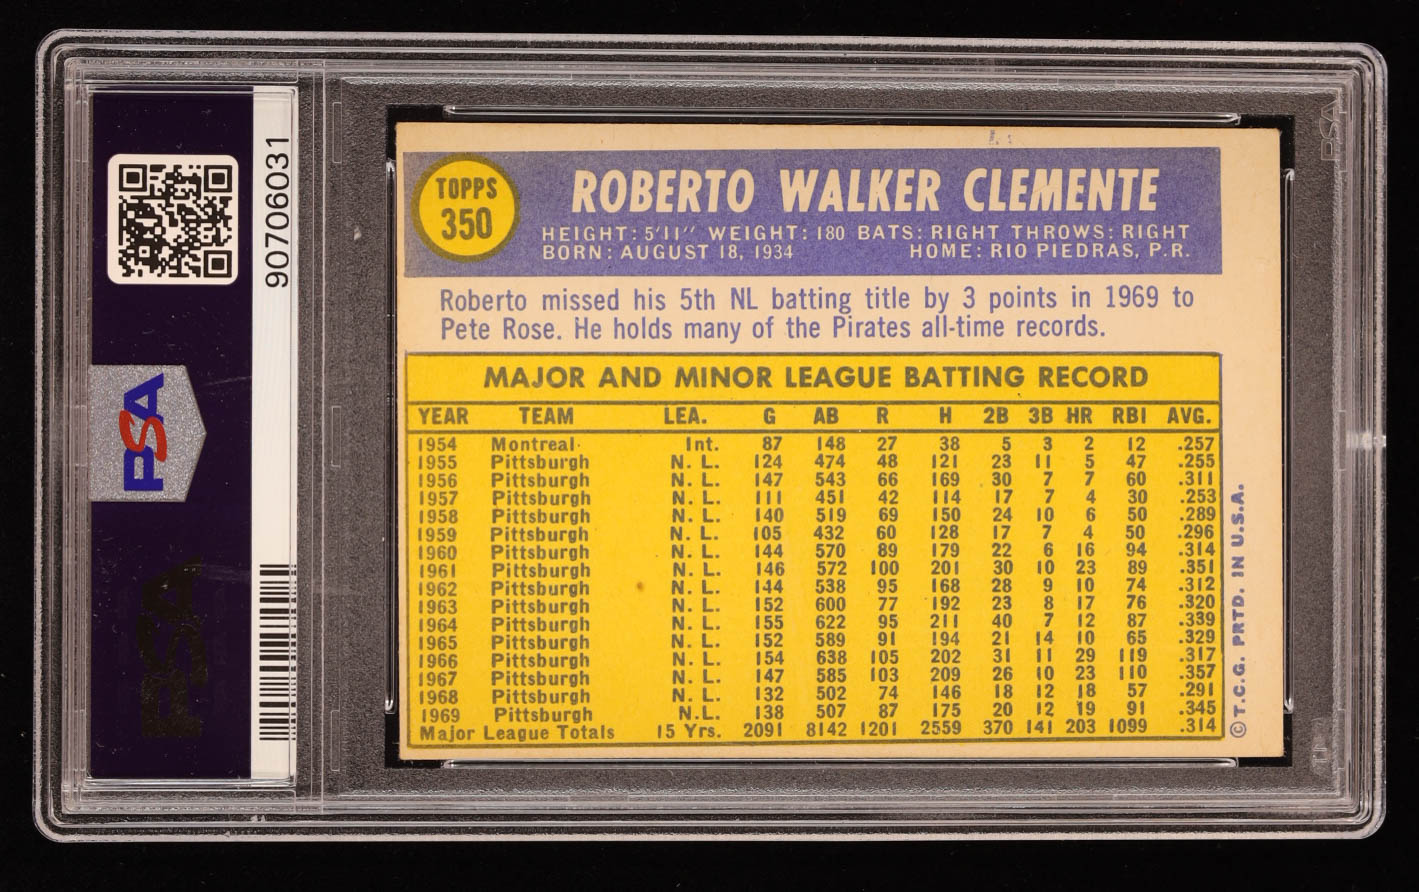 90706031
PSA
PSA
PSA
TOPPS
350
ROBERTO WALKER CLEMENTE
HEIGHT: 5'11" WEIGHT: 180 BATS: RIGHT THROWS: RIGHT
BORN: AUGUST 18, 1934 HOME: RIO PIEDRAS, P.R.
Roberto missed his 5th NL batting title by 3 points in 1969 to
Pete Rose. He holds many of the Pirates all-time records.
MAJOR AND MINOR LEAGUE BATTING RECORD
YEAR TEAM LEA. G AB R H 2B 3B HR RBI AVG.
1954 Montreal Int. 87 148 27 38 5 3 2 12 .257
1955 Pittsburgh N. L. 124 474 48 121 23 11 5 47 .255
1956 Pittsburgh N. L. 147 543 66 169 30 7 7 60 .311
1957 Pittsburgh N. L. 111 451 42 114 17 7 4 30 .253
1958 Pittsburgh N. L. 140 519 69 150 24 10 6 50 .289
1959 Pittsburgh N. L. 105 432 60 128 17 7 4 50 .296
1960 Pittsburgh N. L. 144 570 89 179 22 6 16 94 .314
1961 Pittsburgh N. L. 146 572 100 201 30 10 23 89 .351
1962 Pittsburgh N. L. 144 538 95 168 28 9 10 74 .312
1963 Pittsburgh N. L. 152 600 77 192 23 8 17 76 .320
1964 Pittsburgh N. L. 155 622 95 211 40 7 12 87 .339
1965 Pittsburgh N. L. 152 589 91 194 21 14 10 65 .329
1966 Pittsburgh N. L. 154 638 105 202 31 11 29 119 .317
1967 Pittsburgh N. L. 147 585 103 209 26 10 23 110 .357
1968 Pittsburgh N. L. 132 502 74 146 18 12 18 57 .291
1969 Pittsburgh N.L. 138 507 87 175 20 12 19 91 .345
Major League Totals 15 Yrs. 2091 8142 1201 2559 370 141 203 1099 .314
© T.C.G. PRTD. IN U.S.A.